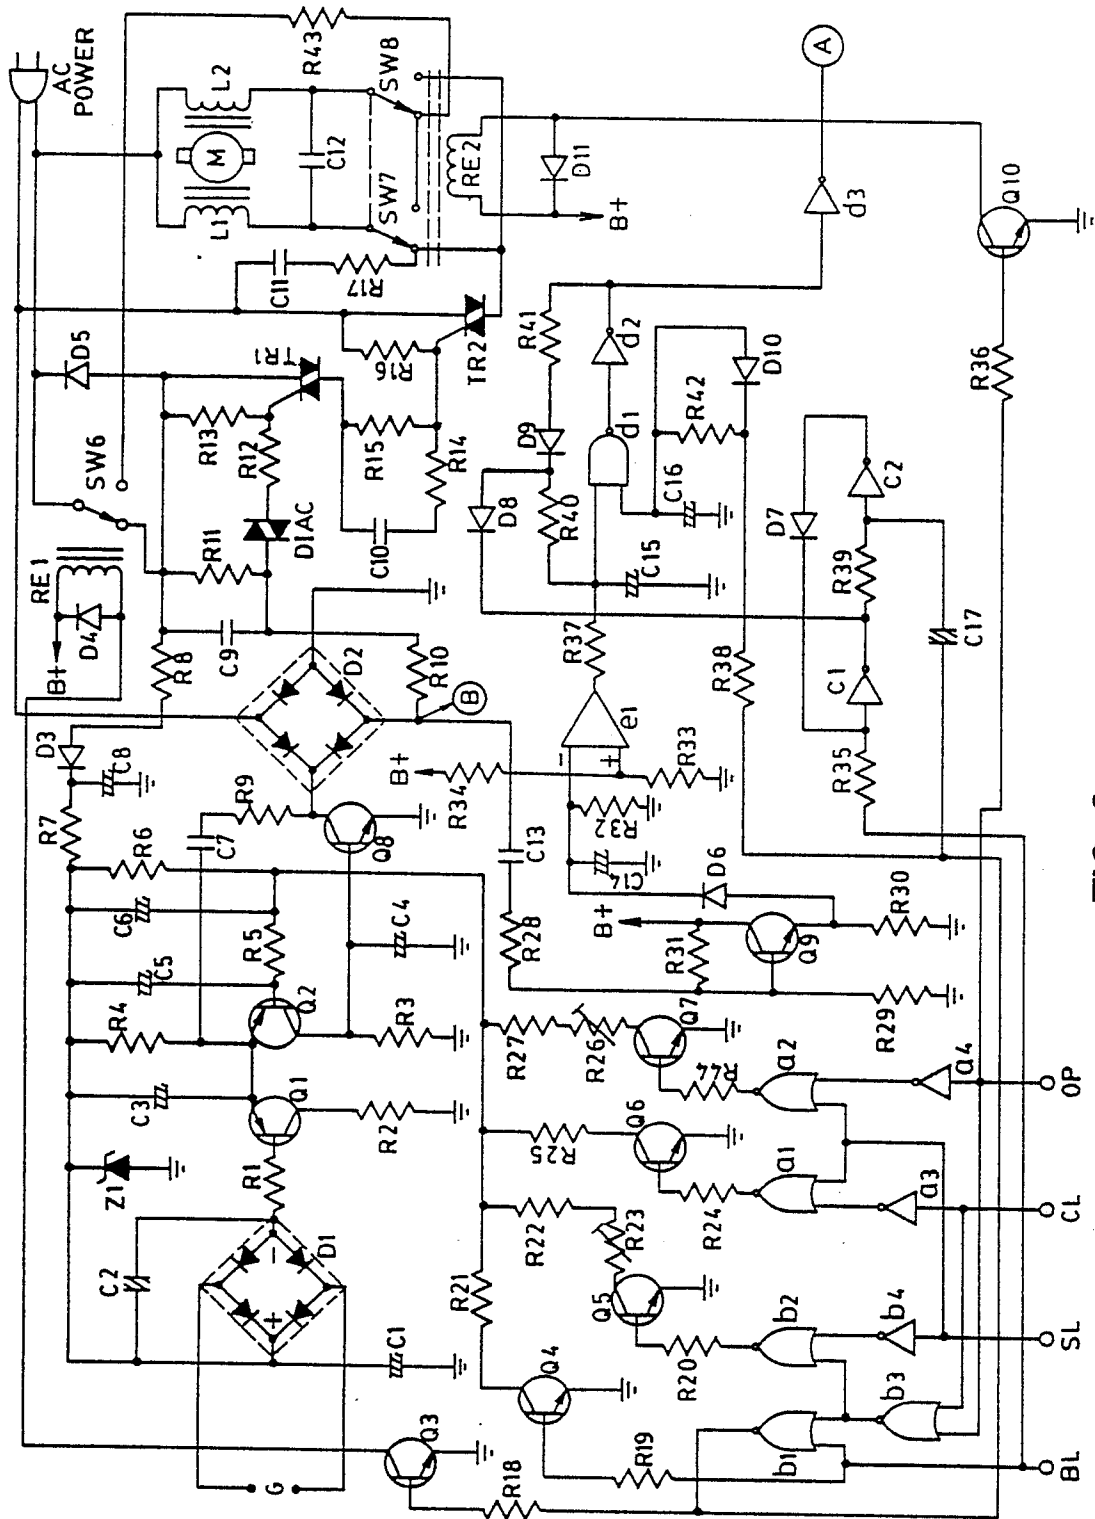 AC POWER
L2
R43
SW8
M
C12
L1
SW7
RE2
D11
B+
A
d3
Q10
C11
R17
D5
TR1
R16
TR2
R13
R12
R15
R14
SW6
RE1
D4
B+
R11
DIAC
C10
R8
C9
D2
R10
B
R41
d2
D9
d1
R42
D10
D8
R40
C16
C15
D7
C2
R39
R36
R37
R38
C17
C1
e1
-
+
R33
R35
D3
C8
R7
R9
B+
R34
R32
C7
Q8
C13
C14
D6
R6
C6
R5
C5
C4
R28
B+
R31
Q9
R30
R4
Q2
R3
R29
C3
Q1
R2
R27
R26
Q7
R44
a2
a4
OP
Z1
R1
R25
Q6
R24
a1
a3
CL
C2
D1
-
+
R22
R23
Q5
R20
b2
b4
SL
R21
C1
Q4
R19
b1
b3
BL
Q3
R18
G